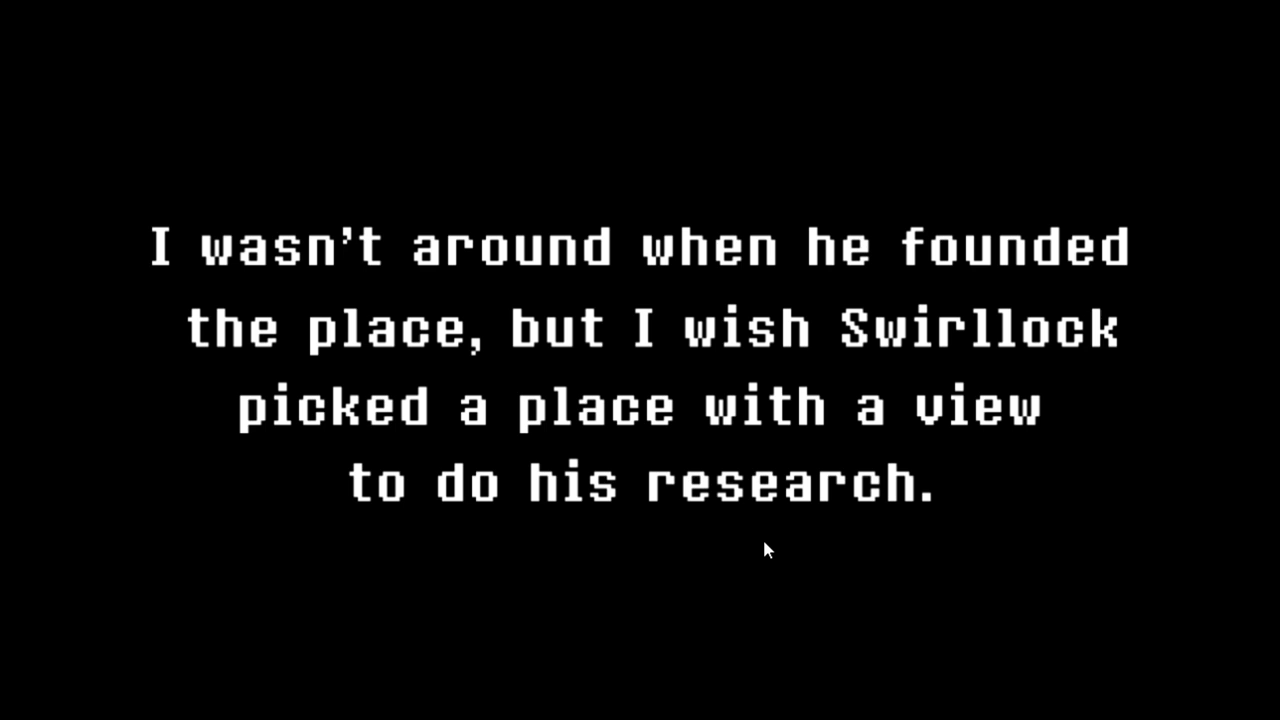 I wasn't around when he founded
the place, but I wish Swirllock
picked a place with a view
to do his research.